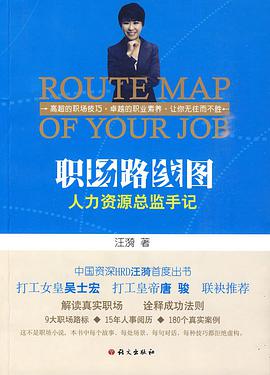 ROUTE MAP
高超的职场技巧·卓越的职业素养·让你无往而不胜
OF YOUR JOB
职场路线图
人力资源总监手记
汪漪 著
中国资深HRD汪漪首度出书
打工女皇吴士宏 打工皇帝唐骏 联袂推荐
解读真实职场 诠释成功法则
9大职场路标 · 15年人事阅历 · 180个真实案例
这不是职场小说,本书中每个故事、每处场景、每句对话、每种技巧都拒绝虚构。
语文出版社